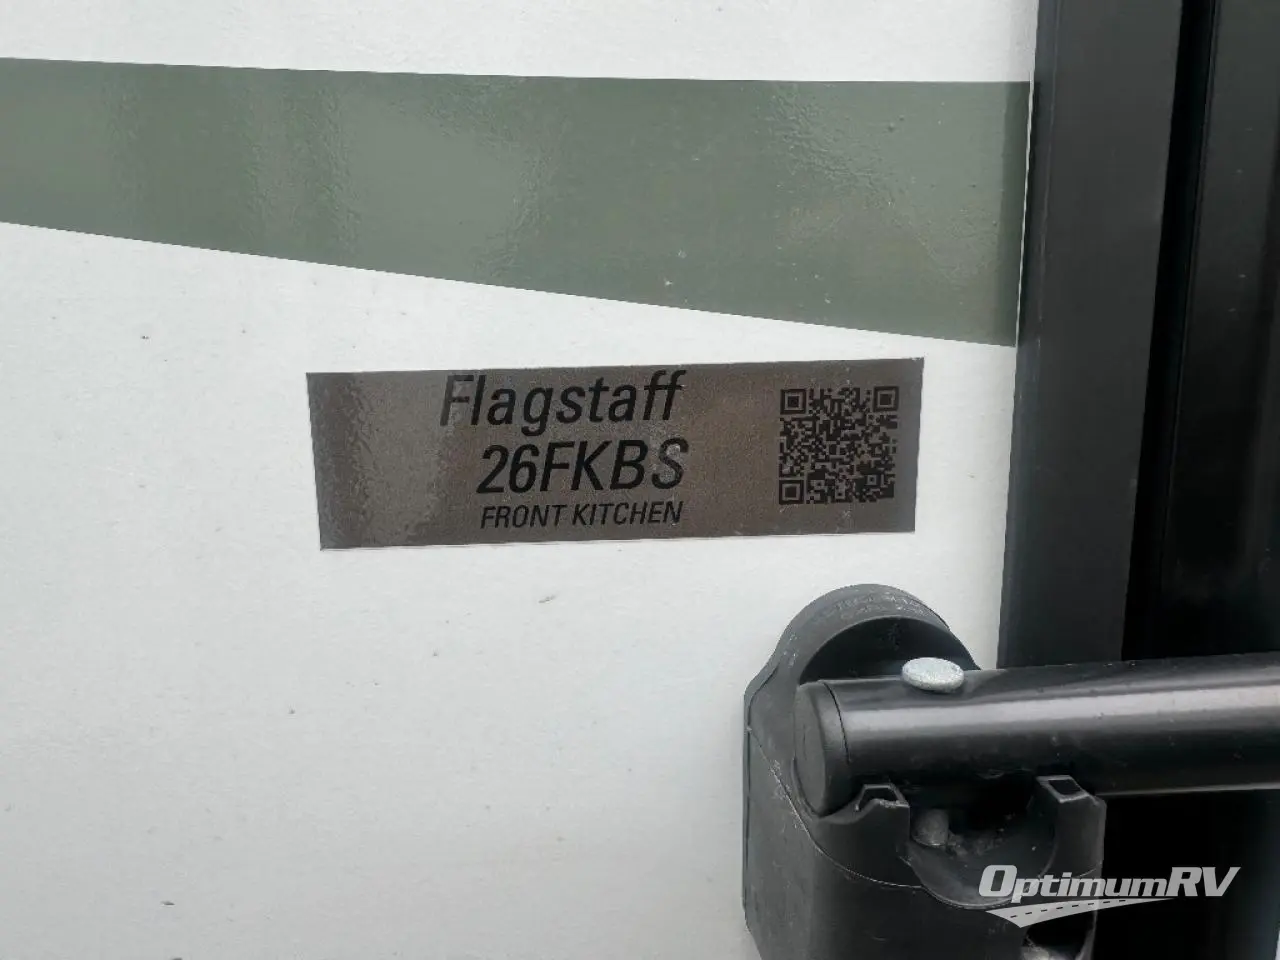 Flagstaff
26FKBS
FRONT KITCHEN
OptimumRV